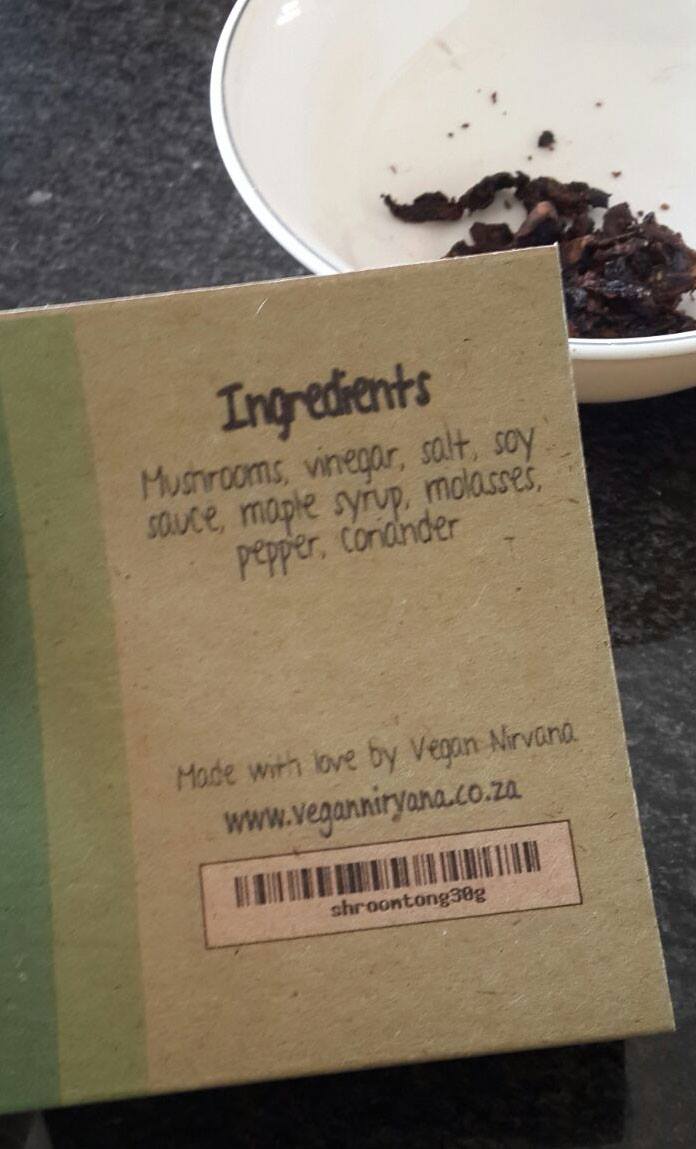 Ingredients
Mushrooms, vinegar, salt, soy
sauce, maple syrup, molasses,
pepper, coriander
Made with love by Vegan Nirvana
www.vegannirvana.co.za
shroomtong30g